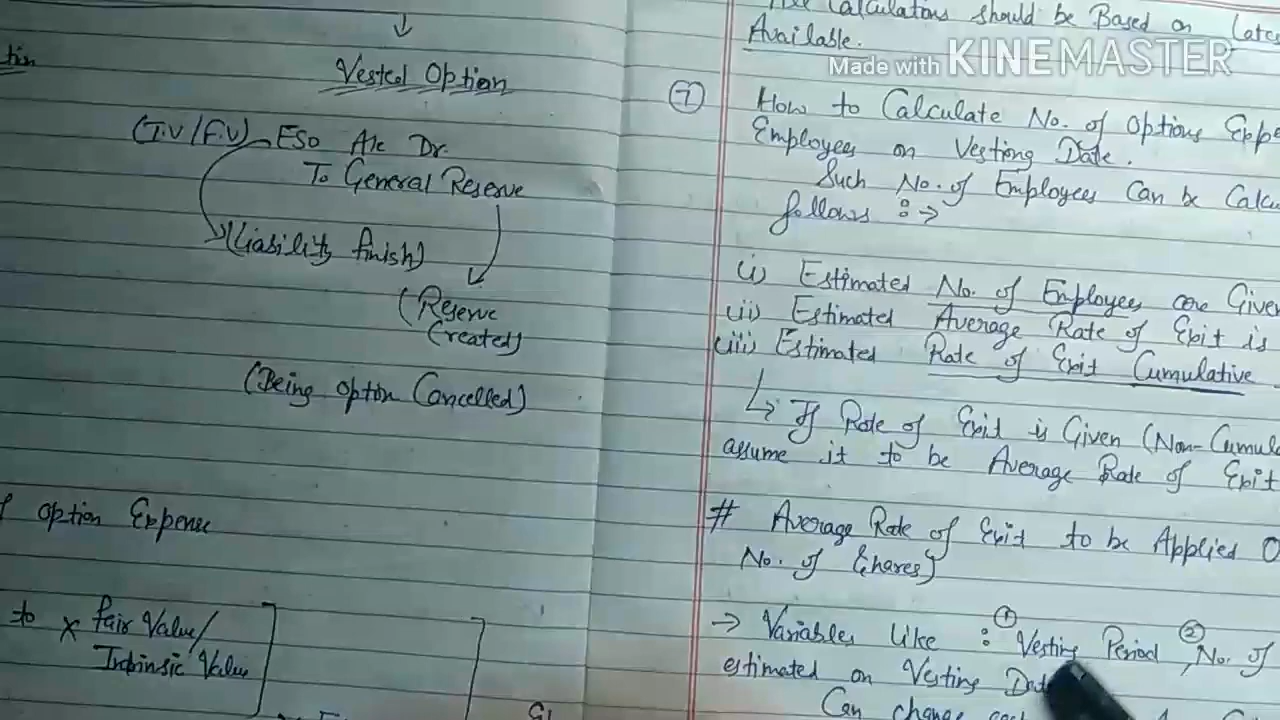 Vested Option
(I.V/F.V) ESO A/c Dr.
To General Reserve
(Liability finish)
(Reserve
Created)
(Being Option Cancelled)
Option Expense
to x Fair Value/
Intrinsic Value
Calculations should be Based on
Available.
Made with KINEMASTER
⑦ How to Calculate No. of Options
Employees on Vesting Date.
Such No. of Employees Can be
follows :→
(i) Estimated No. of Employees are Given
(ii) Estimated Average Rate of Exit is
(iii) Estimated Rate of Exit Cumulative
↳ If Rate of Exit is Given
assume it to be Average Rate of Exit
# Average Rate of Exit to be Applied
No. of Shares}
→ Variables like : ① Vesting Period, ② No. of
estimated on Vesting
Can change